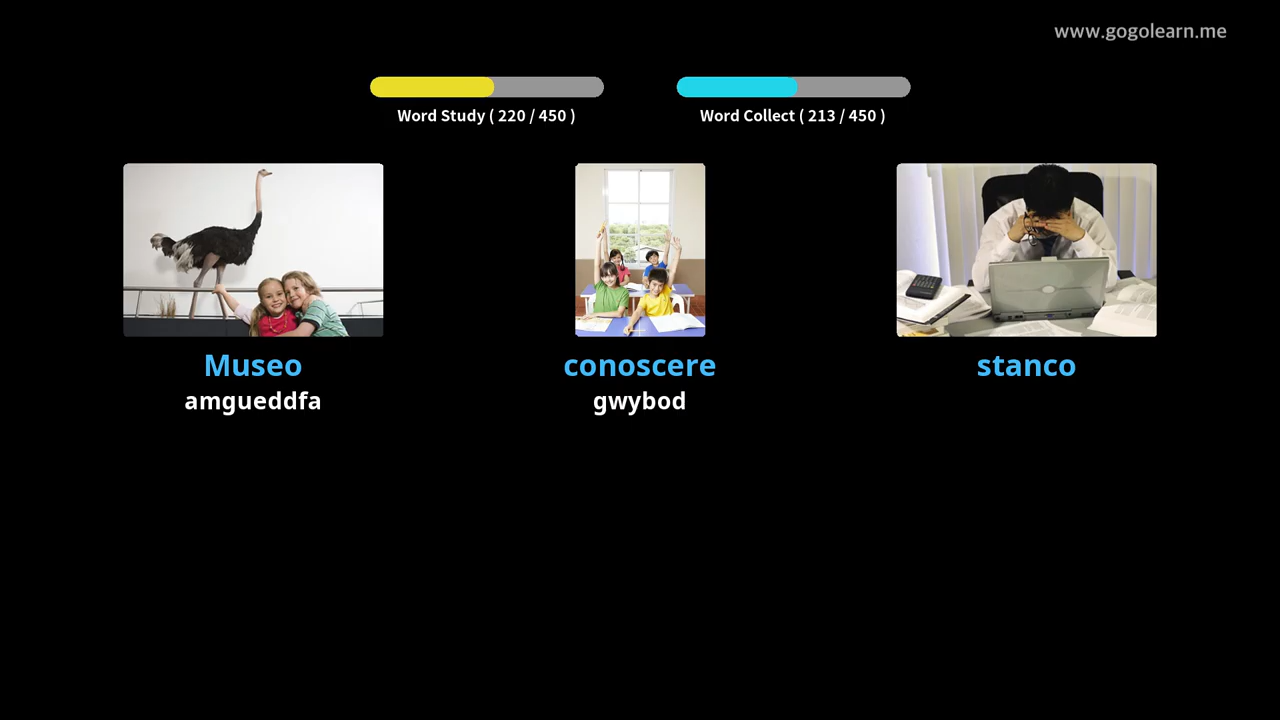 www.gogolearn.me
Word Study ( 220 / 450 )
Word Collect ( 213 / 450 )
Museo
amgueddfa
conoscere
gwybod
stanco